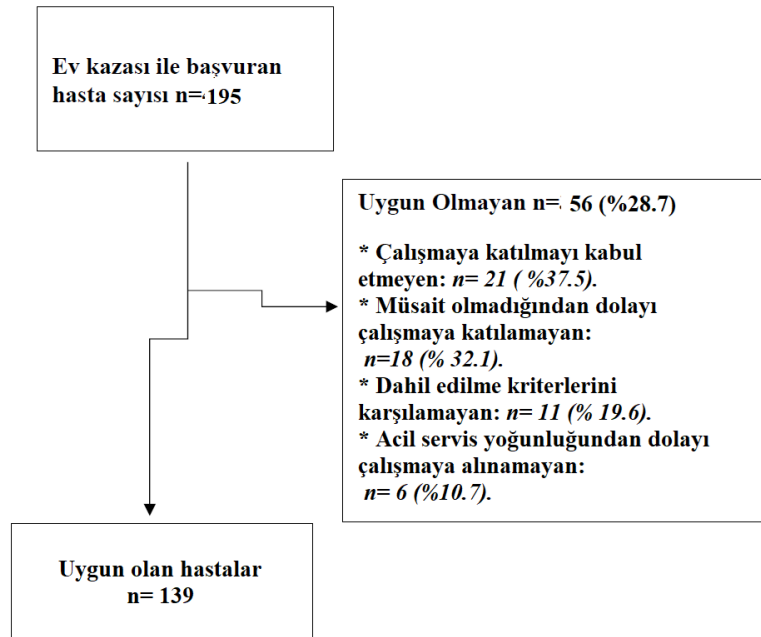 Ev kazası ile başvuran
hasta sayısı n=195
Uygun Olmayan n= 56 (%28.7)
* Çalışmaya katılmayı kabul
etmeyen: n= 21 ( %37.5).
* Müsait olmadığından dolayı
çalışmaya katılamayan:
n=18 (% 32.1).
* Dahil edilme kriterlerini
karşılamayan: n= 11 (% 19.6).
* Acil servis yoğunluğundan dolayı
çalışmaya alınamayan:
n= 6 (%10.7).
Uygun olan hastalar
n= 139